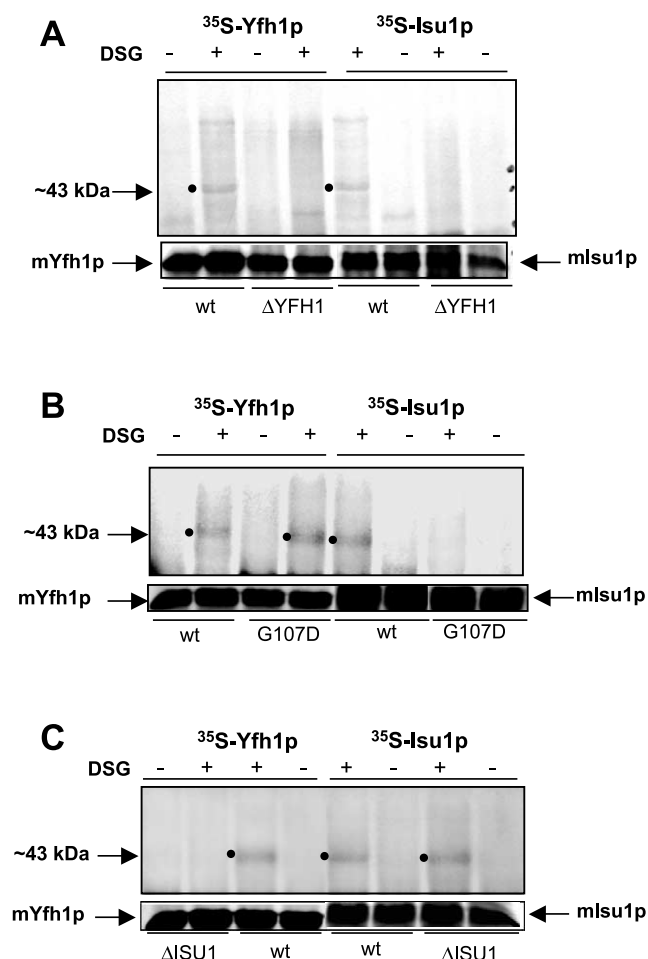 A
³⁵S-Yfh1p ³⁵S-Isu1p
DSG - + - + + - + -
~43 kDa
mYfh1p mIsu1p
wt ΔYFH1 wt ΔYFH1
B
³⁵S-Yfh1p ³⁵S-Isu1p
DSG - + - + + - + -
~43 kDa
mYfh1p mIsu1p
wt G107D wt G107D
C
³⁵S-Yfh1p ³⁵S-Isu1p
DSG - + + - + - + -
~43 kDa
mYfh1p mIsu1p
ΔISU1 wt wt ΔISU1